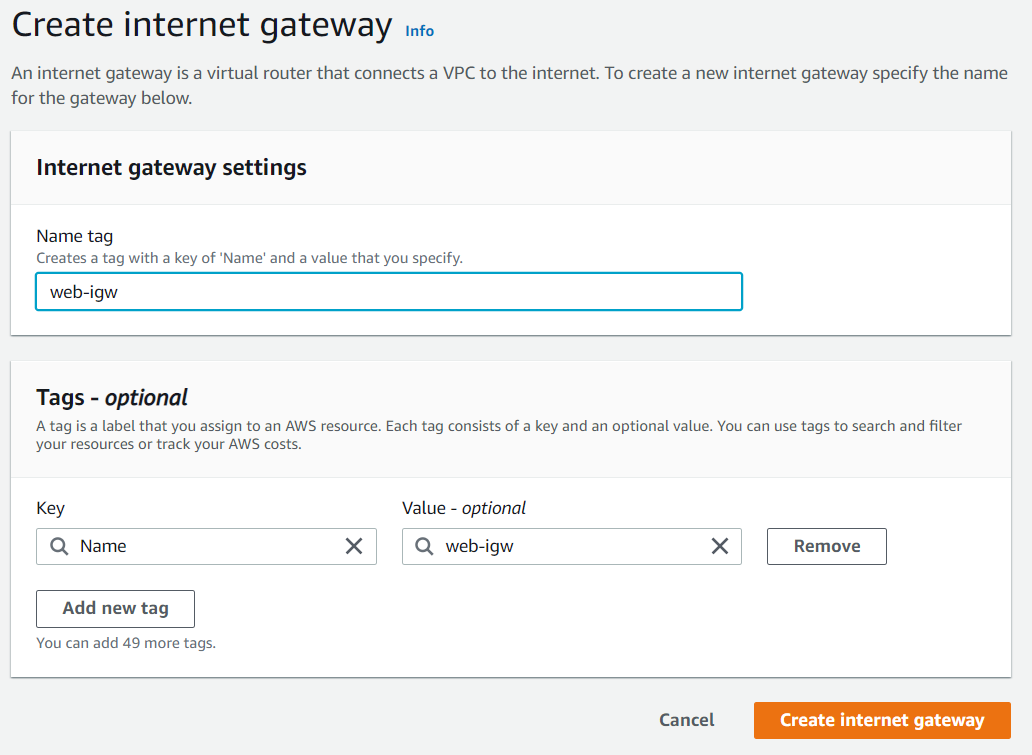 Create internet gateway Info
An internet gateway is a virtual router that connects a VPC to the internet. To create a new internet gateway specify the name
for the gateway below.
Internet gateway settings
Name tag
Creates a tag with a key of 'Name' and a value that you specify.
web-igw
Tags - optional
A tag is a label that you assign to an AWS resource. Each tag consists of a key and an optional value. You can use tags to search and filter
your resources or track your AWS costs.
Key Value - optional
Name web-igw Remove
Add new tag
You can add 49 more tags.
Cancel Create internet gateway